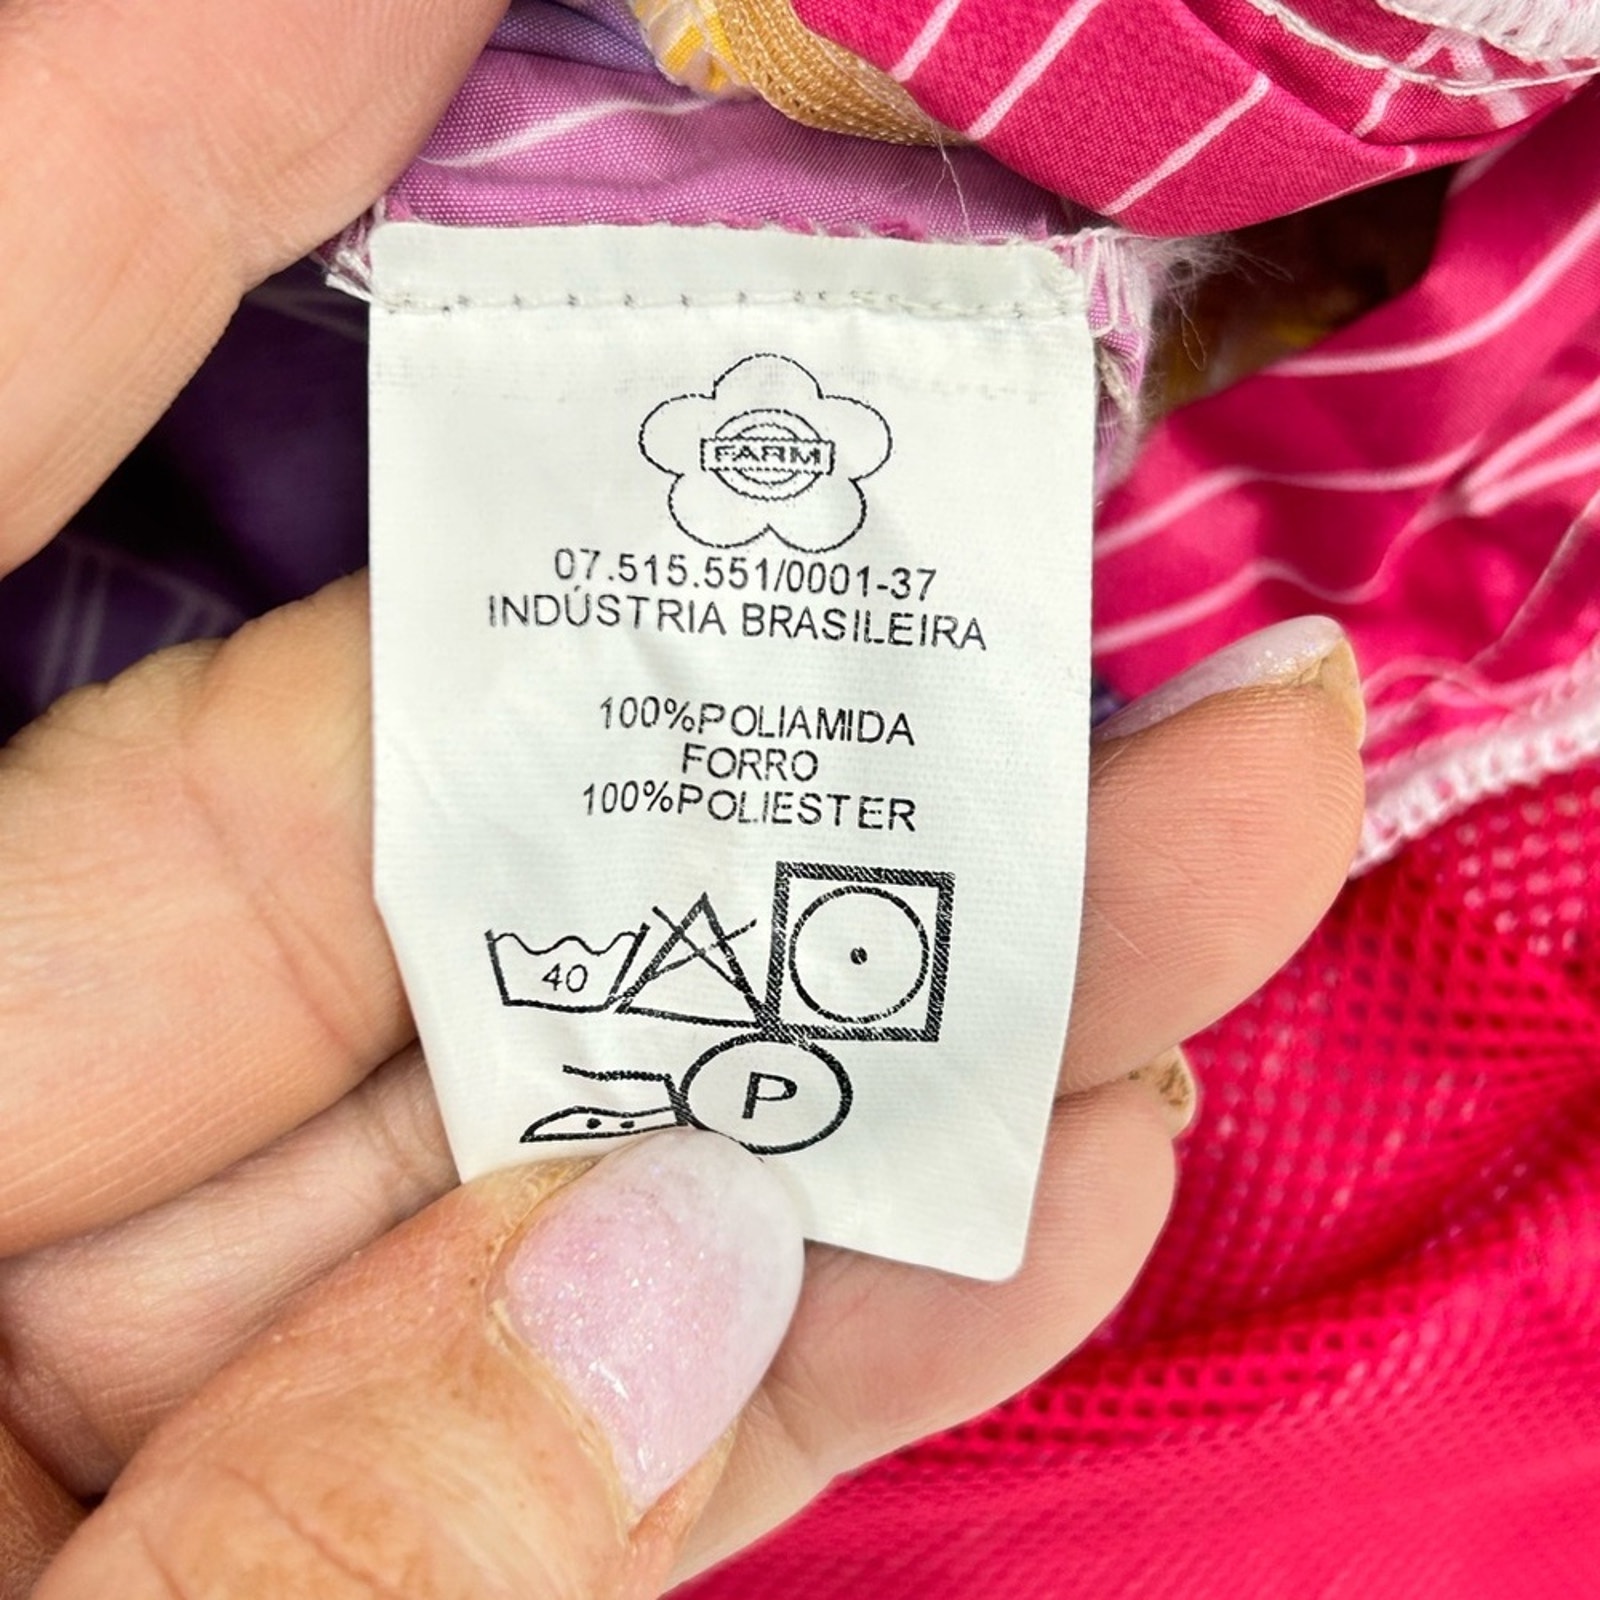 FARM
07.515.551/0001-37
INDÚSTRIA BRASILEIRA
100%POLIAMIDA
FORRO
100%POLIESTER
40
P